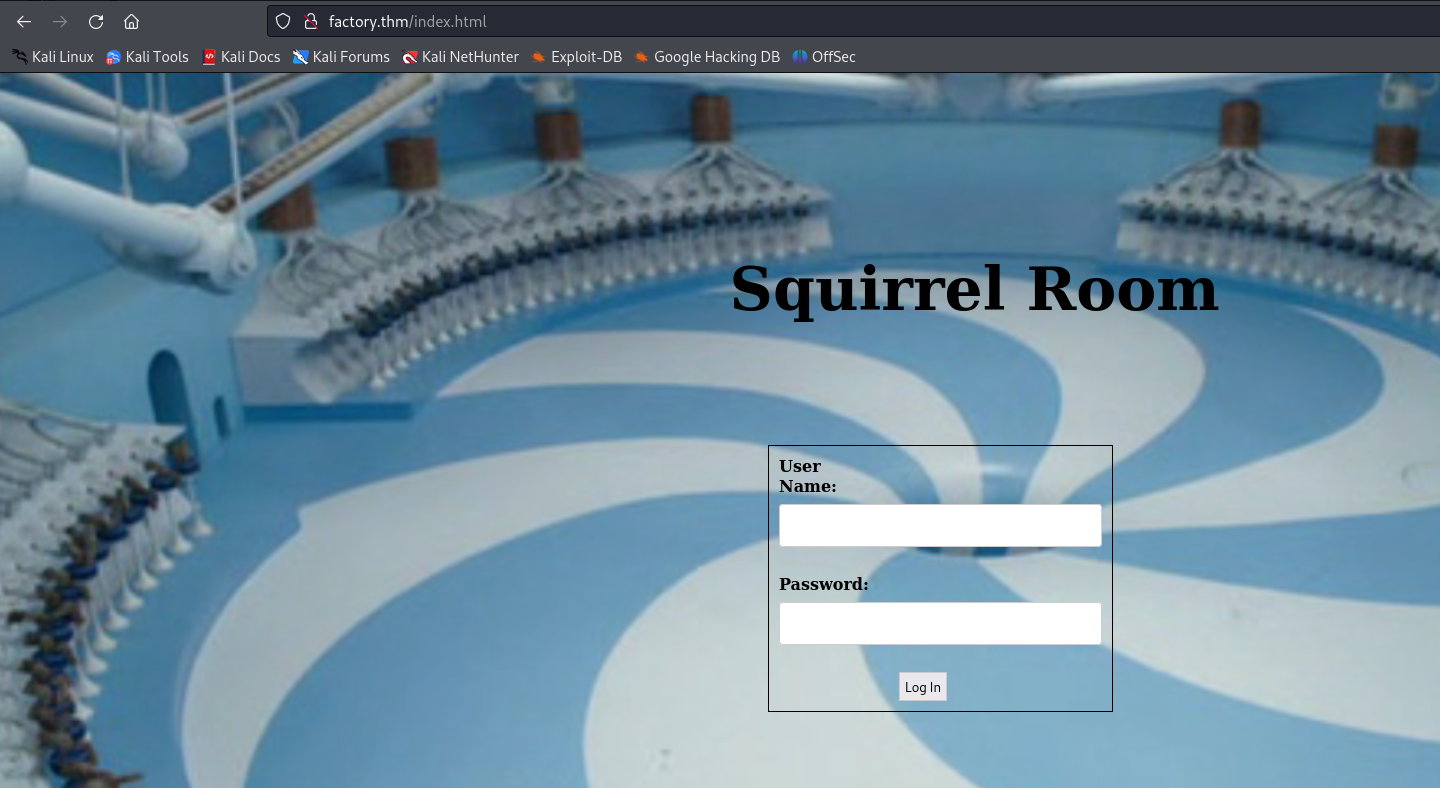 factory.thm/index.html
Kali Linux Kali Tools Kali Docs Kali Forums Kali NetHunter Exploit-DB Google Hacking DB OffSec
Squirrel Room
User
Name:
Password:
Log In